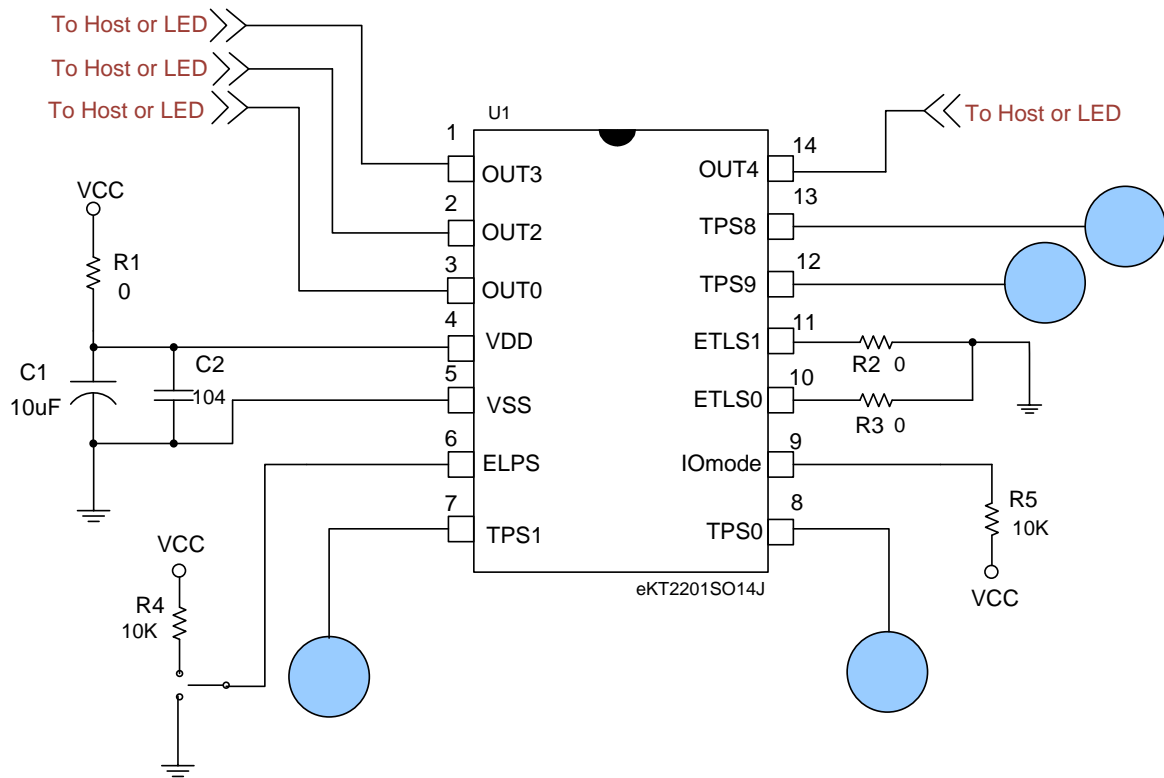 To Host or LED
To Host or LED
To Host or LED
To Host or LED
U1
1
OUT3
2
OUT2
3
OUT0
4
VDD
5
VSS
6
ELPS
7
TPS1
14
OUT4
13
TPS8
12
TPS9
11
ETLS1
10
ETLS0
9
IOmode
8
TPS0
eKT2201SO14J
VCC
R1
0
C1
10uF
C2
104
R2 0
R3 0
R5
10K
VCC
VCC
R4
10K